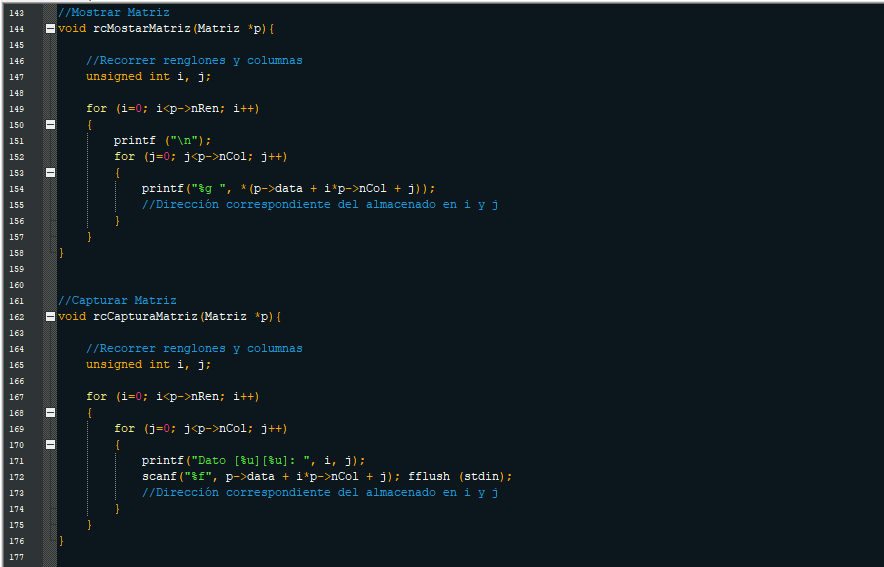 143 //Mostrar Matriz
144 void rcMostarMatriz(Matriz *p){
145
146 //Recorrer renglones y columnas
147 unsigned int i, j;
148
149 for (i=0; i<p->nRen; i++)
150 {
151 printf ("\n");
152 for (j=0; j<p->nCol; j++)
153 {
154 printf("%g ", *(p->data + i*p->nCol + j));
155 //Dirección correspondiente del almacenado en i y j
156 }
157 }
158 }
159
160
161 //Capturar Matriz
162 void rcCapturaMatriz(Matriz *p){
163
164 //Recorrer renglones y columnas
165 unsigned int i, j;
166
167 for (i=0; i<p->nRen; i++)
168 {
169 for (j=0; j<p->nCol; j++)
170 {
171 printf("Dato [%u][%u]: ", i, j);
172 scanf("%f", p->data + i*p->nCol + j); fflush (stdin);
173 //Dirección correspondiente del almacenado en i y j
174 }
175 }
176 }
177